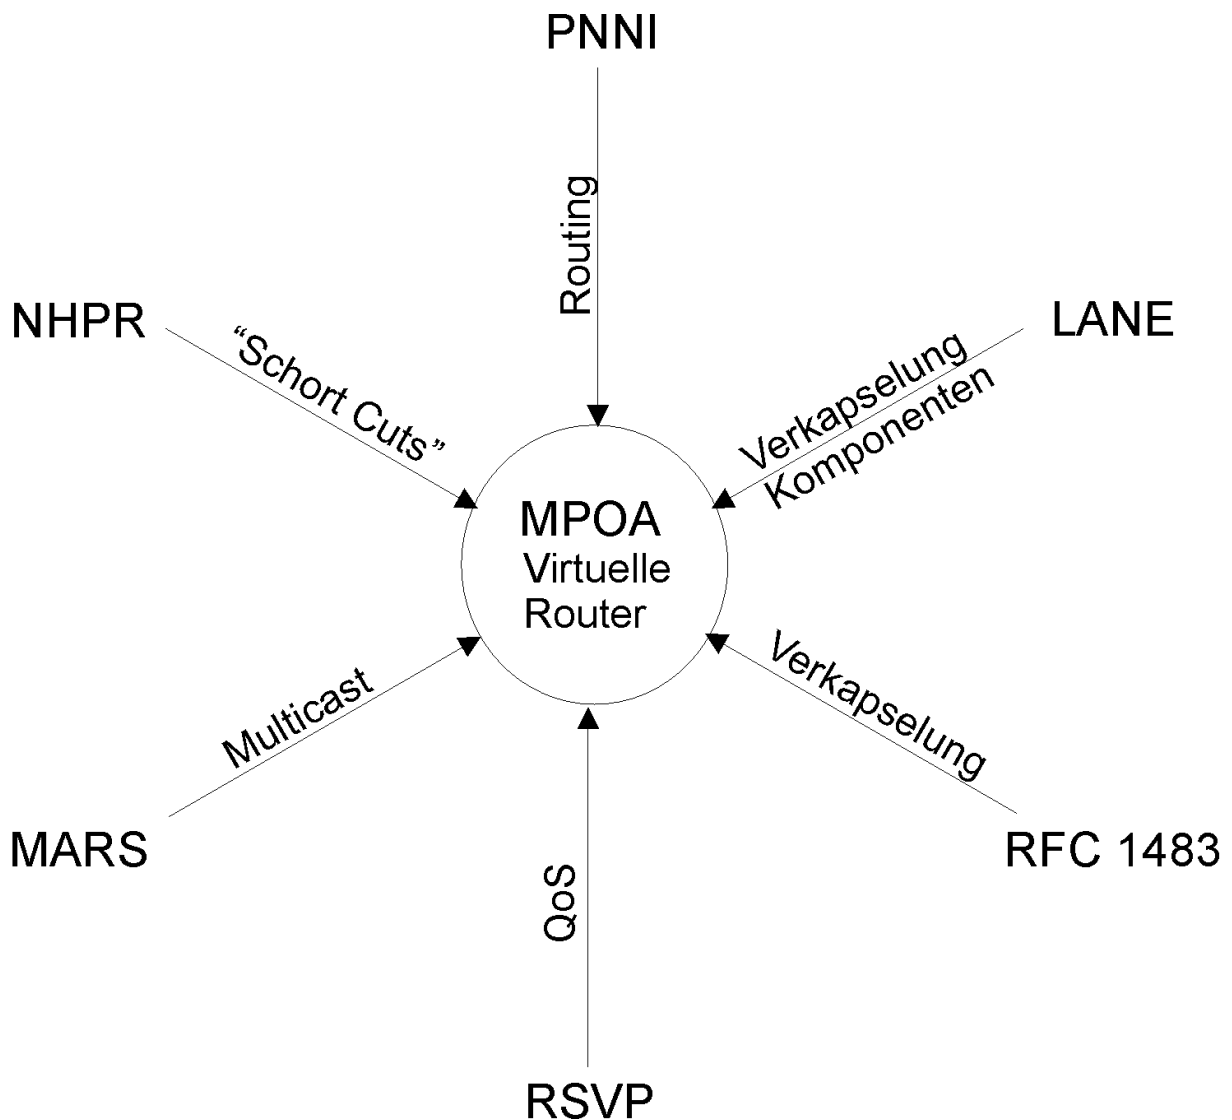 PNNI
Routing
NHPR
“Schort Cuts”
LANE
Verkapselung
Komponenten
MPOA
Virtuelle
Router
Multicast
MARS
Verkapselung
RFC 1483
QoS
RSVP